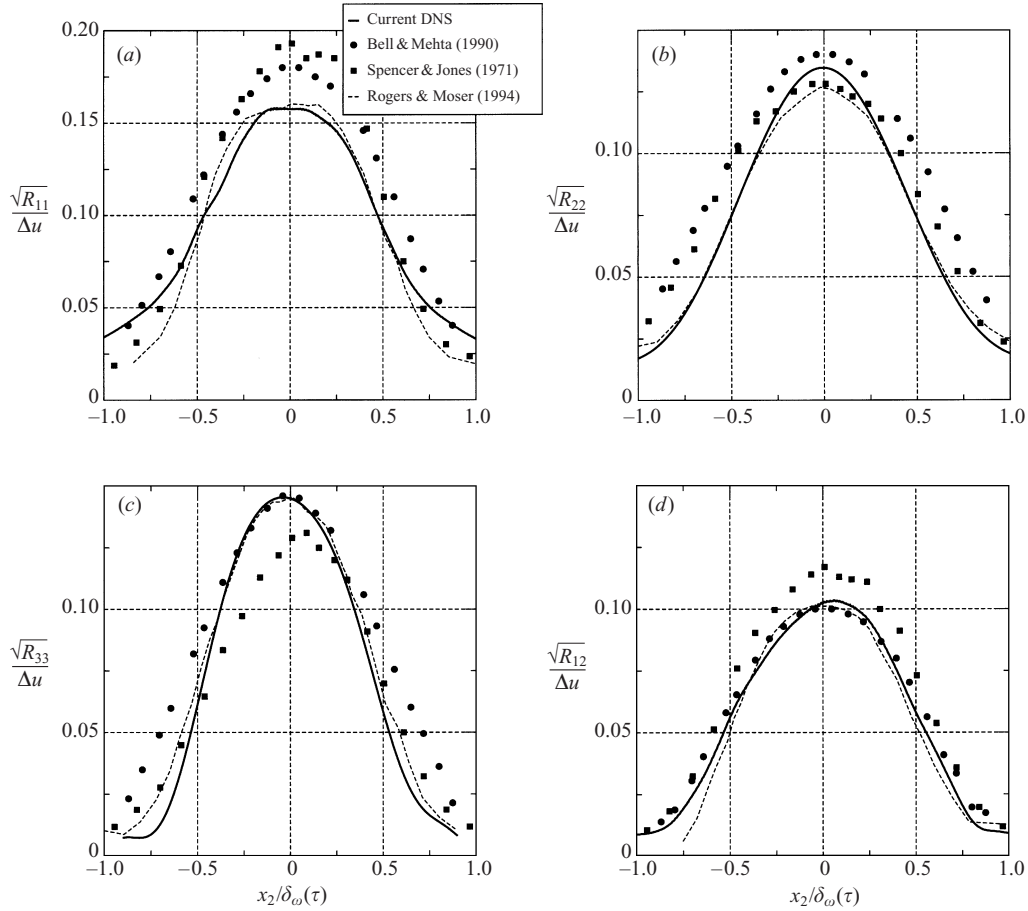 Current DNS
Bell & Mehta (1990)
Spencer & Jones (1971)
Rogers & Moser (1994)
(a)
0.20
0.15
0.10
0.05
0
√R11
Δu
−1.0 −0.5 0 0.5 1.0
(b)
0.10
0.05
0
√R22
Δu
−1.0 −0.5 0 0.5 1.0
(c)
0.10
0.05
0
√R33
Δu
−1.0 −0.5 0 0.5 1.0
x2/δω(τ)
(d)
0.10
0.05
0
√R12
Δu
−1.0 −0.5 0 0.5 1.0
x2/δω(τ)